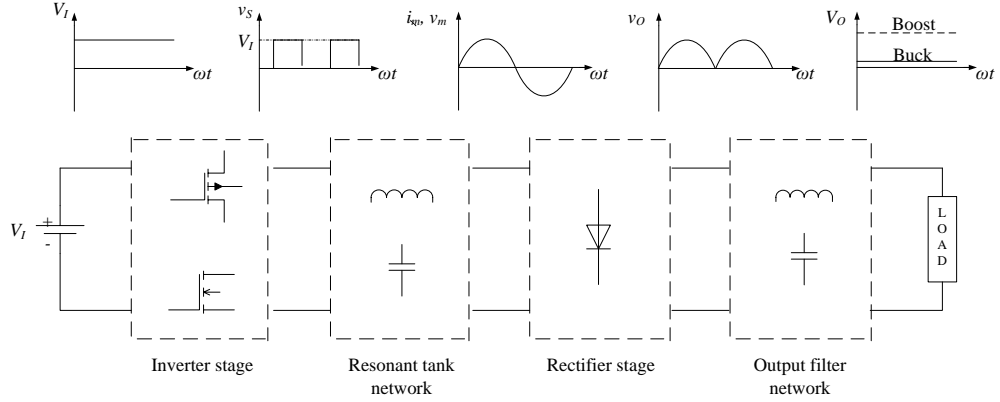 V_I
v_S
V_I
ωt
ωt
i_m, v_m
ωt
v_O
ωt
V_O
Boost
Buck
ωt
V_I
+
-
LOAD
Inverter stage
Resonant tank
network
Rectifier stage
Output filter
network